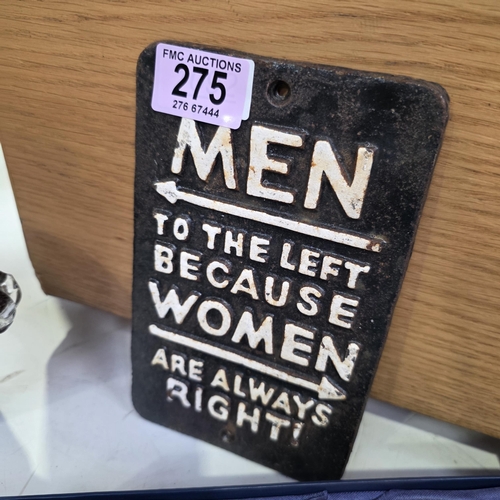 FMC AUCTIONS
275
276 67444
MEN
TO THE LEFT
BECAUSE
WOMEN
ARE ALWAYS
RIGHT!